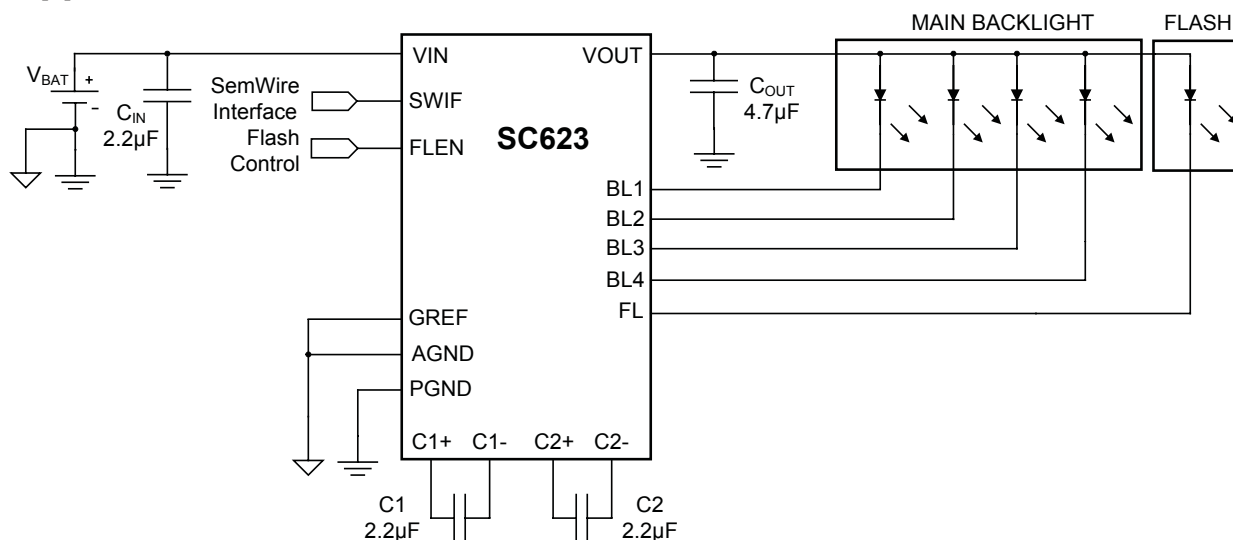 MAIN BACKLIGHT
FLASH
VIN
VOUT
VBAT
+
-
CIN
2.2µF
SemWire
Interface
SWIF
Flash
Control
FLEN
SC623
COUT
4.7µF
BL1
BL2
BL3
BL4
FL
GREF
AGND
PGND
C1+ C1- C2+ C2-
C1
2.2µF
C2
2.2µF